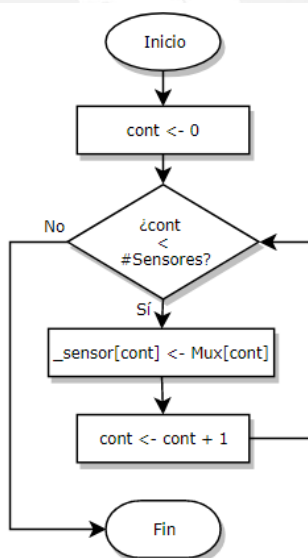 Inicio
cont <- 0
¿cont
<
#Sensores?
No
Sí
_sensor[cont] <- Mux[cont]
cont <- cont + 1
Fin